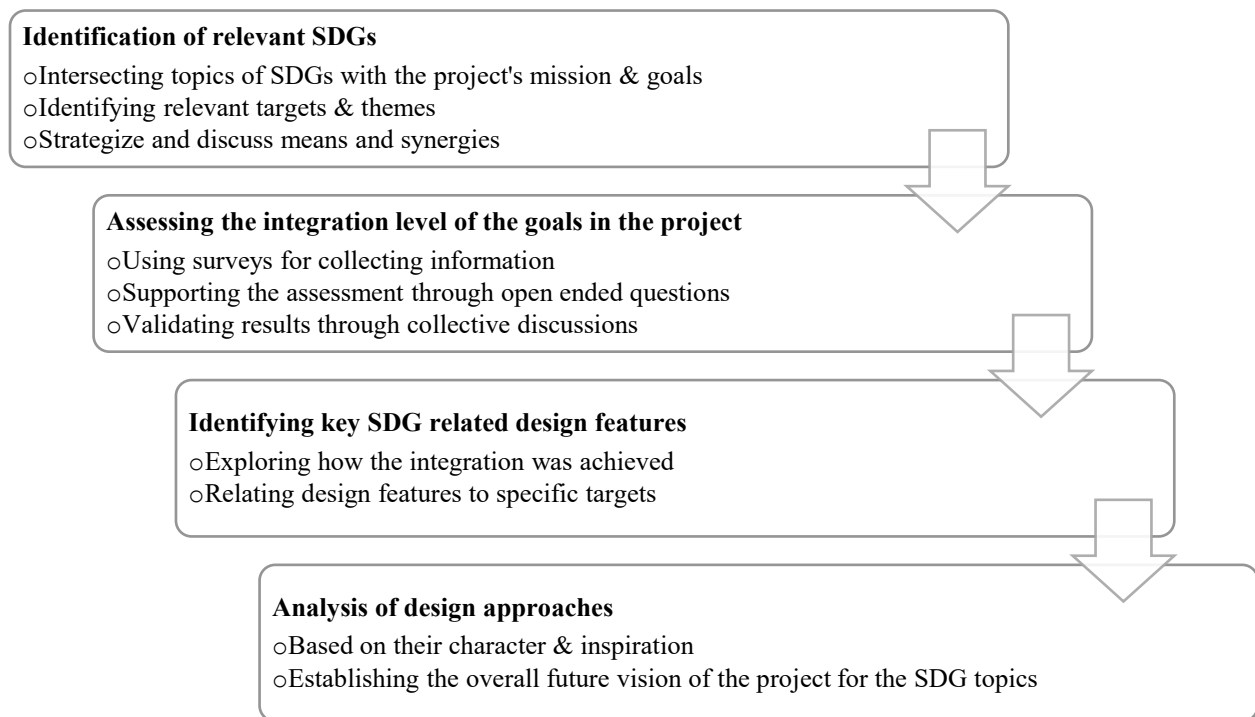 Identification of relevant SDGs
oIntersecting topics of SDGs with the project's mission & goals
oIdentifying relevant targets & themes
oStrategize and discuss means and synergies
Assessing the integration level of the goals in the project
oUsing surveys for collecting information
oSupporting the assessment through open ended questions
oValidating results through collective discussions
Identifying key SDG related design features
oExploring how the integration was achieved
oRelating design features to specific targets
Analysis of design approaches
oBased on their character & inspiration
oEstablishing the overall future vision of the project for the SDG topics